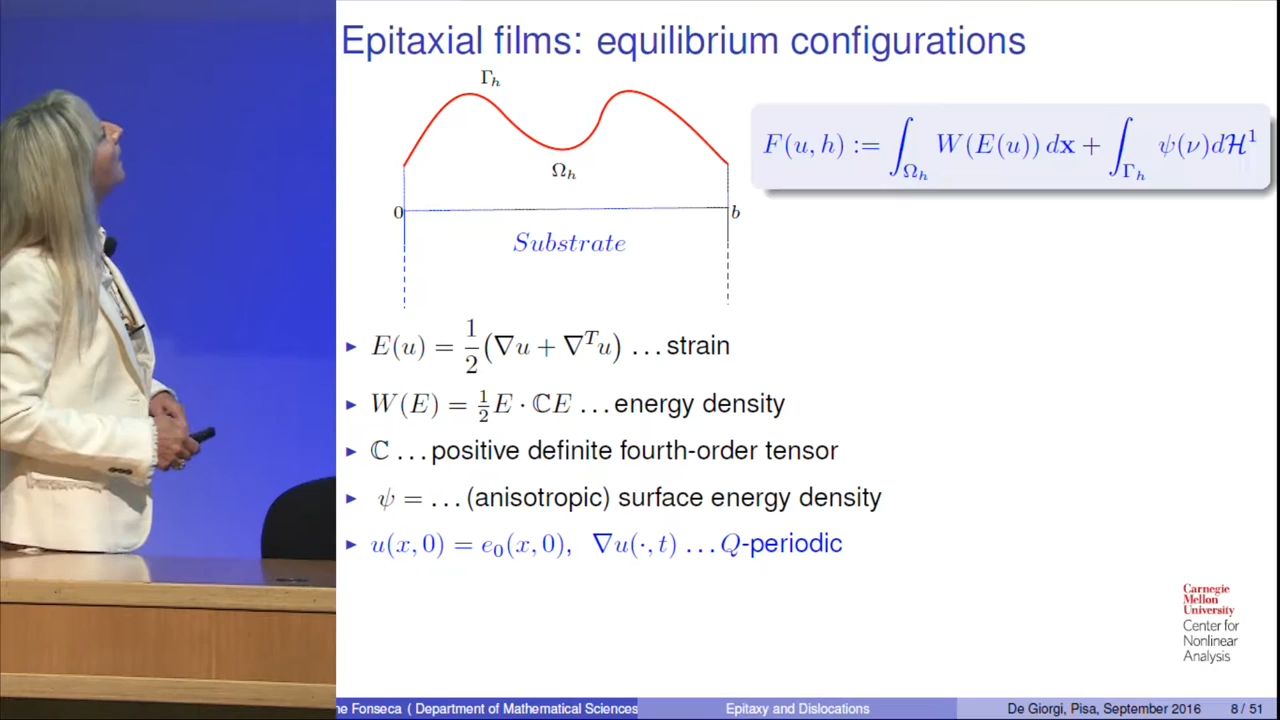 Epitaxial films: equilibrium configurations
Γ_h
F(u, h) := ∫_{Ω_h} W(E(u)) dx + ∫_{Γ_h} ψ(ν)dH^1
Ω_h
0 b
Substrate
▸ E(u) = 1/2 (∇u + ∇^T u) ... strain
▸ W(E) = 1/2 E · ℂE ... energy density
▸ ℂ ... positive definite fourth-order tensor
▸ ψ = ... (anisotropic) surface energy density
▸ u(x, 0) = e_0(x, 0), ∇u(·, t) ... Q-periodic
Carnegie
Mellon
University
Center for
Nonlinear
Analysis
ne Fonseca ( Department of Mathematical Sciences Epitaxy and Dislocations De Giorgi, Pisa, September 2016 8 / 51